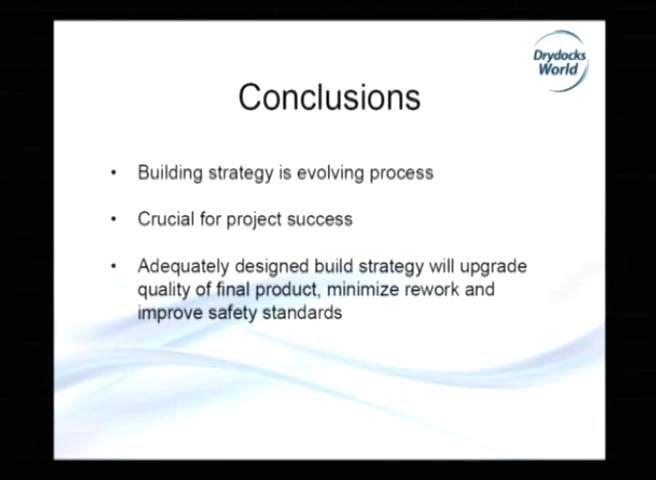 Drydocks
World
Conclusions
• Building strategy is evolving process
• Crucial for project success
• Adequately designed build strategy will upgrade
quality of final product, minimize rework and
improve safety standards